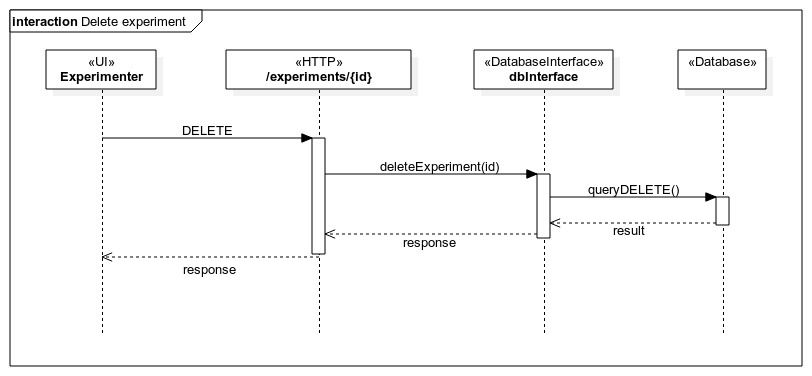 interaction Delete experiment
«UI»
Experimenter
«HTTP»
/experiments/{id}
«DatabaseInterface»
dbInterface
«Database»
DELETE
deleteExperiment(id)
queryDELETE()
result
response
response